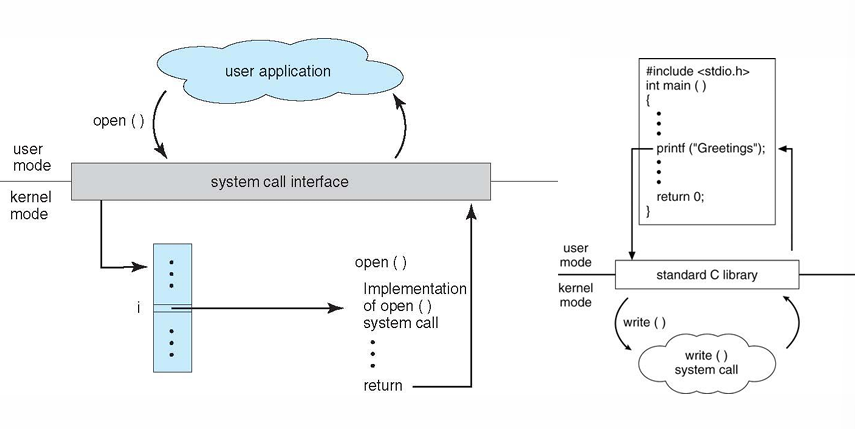 user application
open ( )
user
mode
system call interface
kernel
mode
open ( )
i
Implementation
of open ( )
system call
return
#include <stdio.h>
int main ( )
{
printf ("Greetings");
return 0;
}
user
mode
standard C library
kernel
mode
write ( )
write ( )
system call